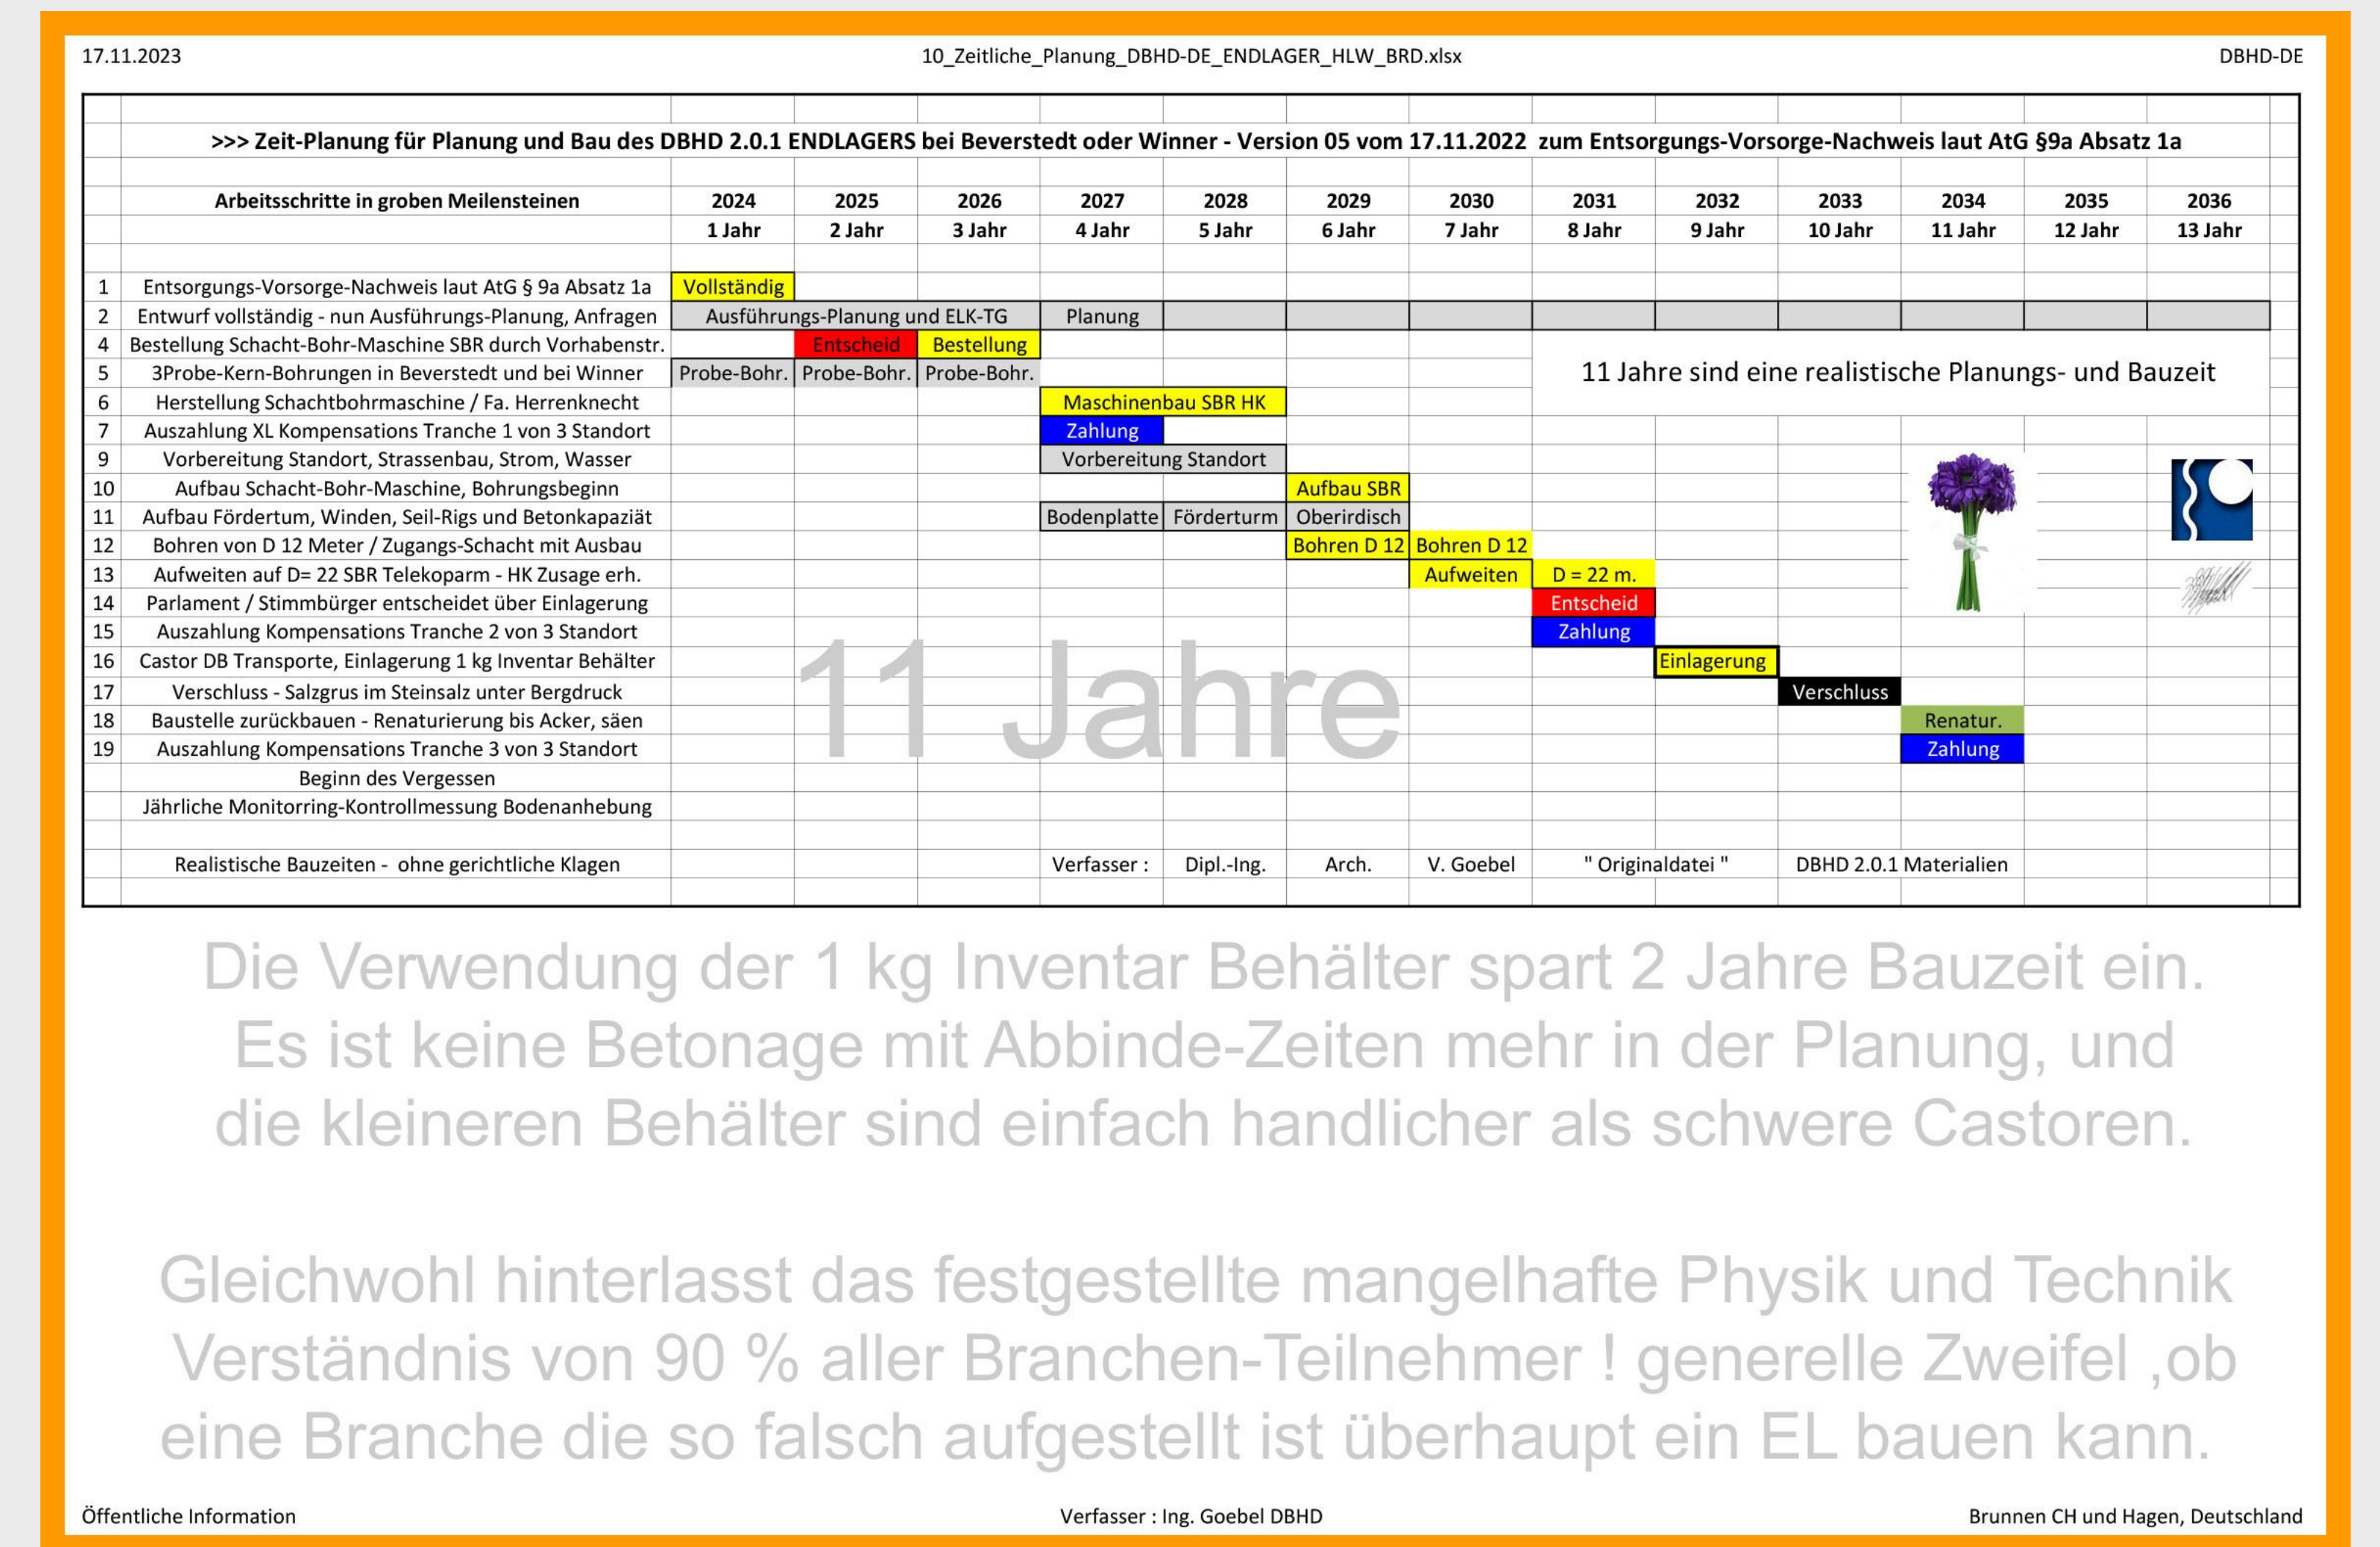 17.11.2023 10_Zeitliche_Planung_DBHD-DE_ENDLAGER_HLW_BRD.xlsx DBHD-DE
>>> Zeit-Planung für Planung und Bau des DBHD 2.0.1 ENDLAGERS bei Beverstedt oder Winner - Version 05 vom 17.11.2022 zum Entsorgungs-Vorsorge-Nachweis laut AtG §9a Absatz 1a
Arbeitsschritte in groben Meilensteinen 2024 2025 2026 2027 2028 2029 2030 2031 2032 2033 2034 2035 2036
1 Jahr 2 Jahr 3 Jahr 4 Jahr 5 Jahr 6 Jahr 7 Jahr 8 Jahr 9 Jahr 10 Jahr 11 Jahr 12 Jahr 13 Jahr
1 Entsorgungs-Vorsorge-Nachweis laut AtG § 9a Absatz 1a Vollständig
2 Entwurf vollständig - nun Ausführungs-Planung, Anfragen Ausführungs-Planung und ELK-TG Planung
4 Bestellung Schacht-Bohr-Maschine SBR durch Vorhabenstr. Entscheid Bestellung
5 3Probe-Kern-Bohrungen in Beverstedt und bei Winner Probe-Bohr. Probe-Bohr. Probe-Bohr. 11 Jahre sind eine realistische Planungs- und Bauzeit
6 Herstellung Schachtbohrmaschine / Fa. Herrenknecht Maschinenbau SBR HK
7 Auszahlung XL Kompensations Tranche 1 von 3 Standort Zahlung
9 Vorbereitung Standort, Strassenbau, Strom, Wasser Vorbereitung Standort
10 Aufbau Schacht-Bohr-Maschine, Bohrungsbeginn Aufbau SBR
11 Aufbau Fördertum, Winden, Seil-Rigs und Betonkapaziät Bodenplatte Förderturm Oberirdisch
12 Bohren von D 12 Meter / Zugangs-Schacht mit Ausbau Bohren D 12 Bohren D 12
13 Aufweiten auf D= 22 SBR Telekoparm - HK Zusage erh. Aufweiten D = 22 m.
14 Parlament / Stimmbürger entscheidet über Einlagerung Entscheid
15 Auszahlung Kompensations Tranche 2 von 3 Standort Zahlung
16 Castor DB Transporte, Einlagerung 1 kg Inventar Behälter Einlagerung
11 Jahre
17 Verschluss - Salzgrus im Steinsalz unter Bergdruck Verschluss
18 Baustelle zurückbauen - Renaturierung bis Acker, säen Renatur.
19 Auszahlung Kompensations Tranche 3 von 3 Standort Zahlung
Beginn des Vergessen
Jährliche Monitorring-Kontrollmessung Bodenanhebung
Realistische Bauzeiten - ohne gerichtliche Klagen Verfasser : Dipl.-Ing. Arch. V. Goebel " Originaldatei " DBHD 2.0.1 Materialien
Die Verwendung der 1 kg Inventar Behälter spart 2 Jahre Bauzeit ein.
Es ist keine Betonage mit Abbinde-Zeiten mehr in der Planung, und
die kleineren Behälter sind einfach handlicher als schwere Castoren.
Gleichwohl hinterlasst das festgestellte mangelhafte Physik und Technik
Verständnis von 90 % aller Branchen-Teilnehmer ! generelle Zweifel ,ob
eine Branche die so falsch aufgestellt ist überhaupt ein EL bauen kann.
Öffentliche Information Verfasser : Ing. Goebel DBHD Brunnen CH und Hagen, Deutschland